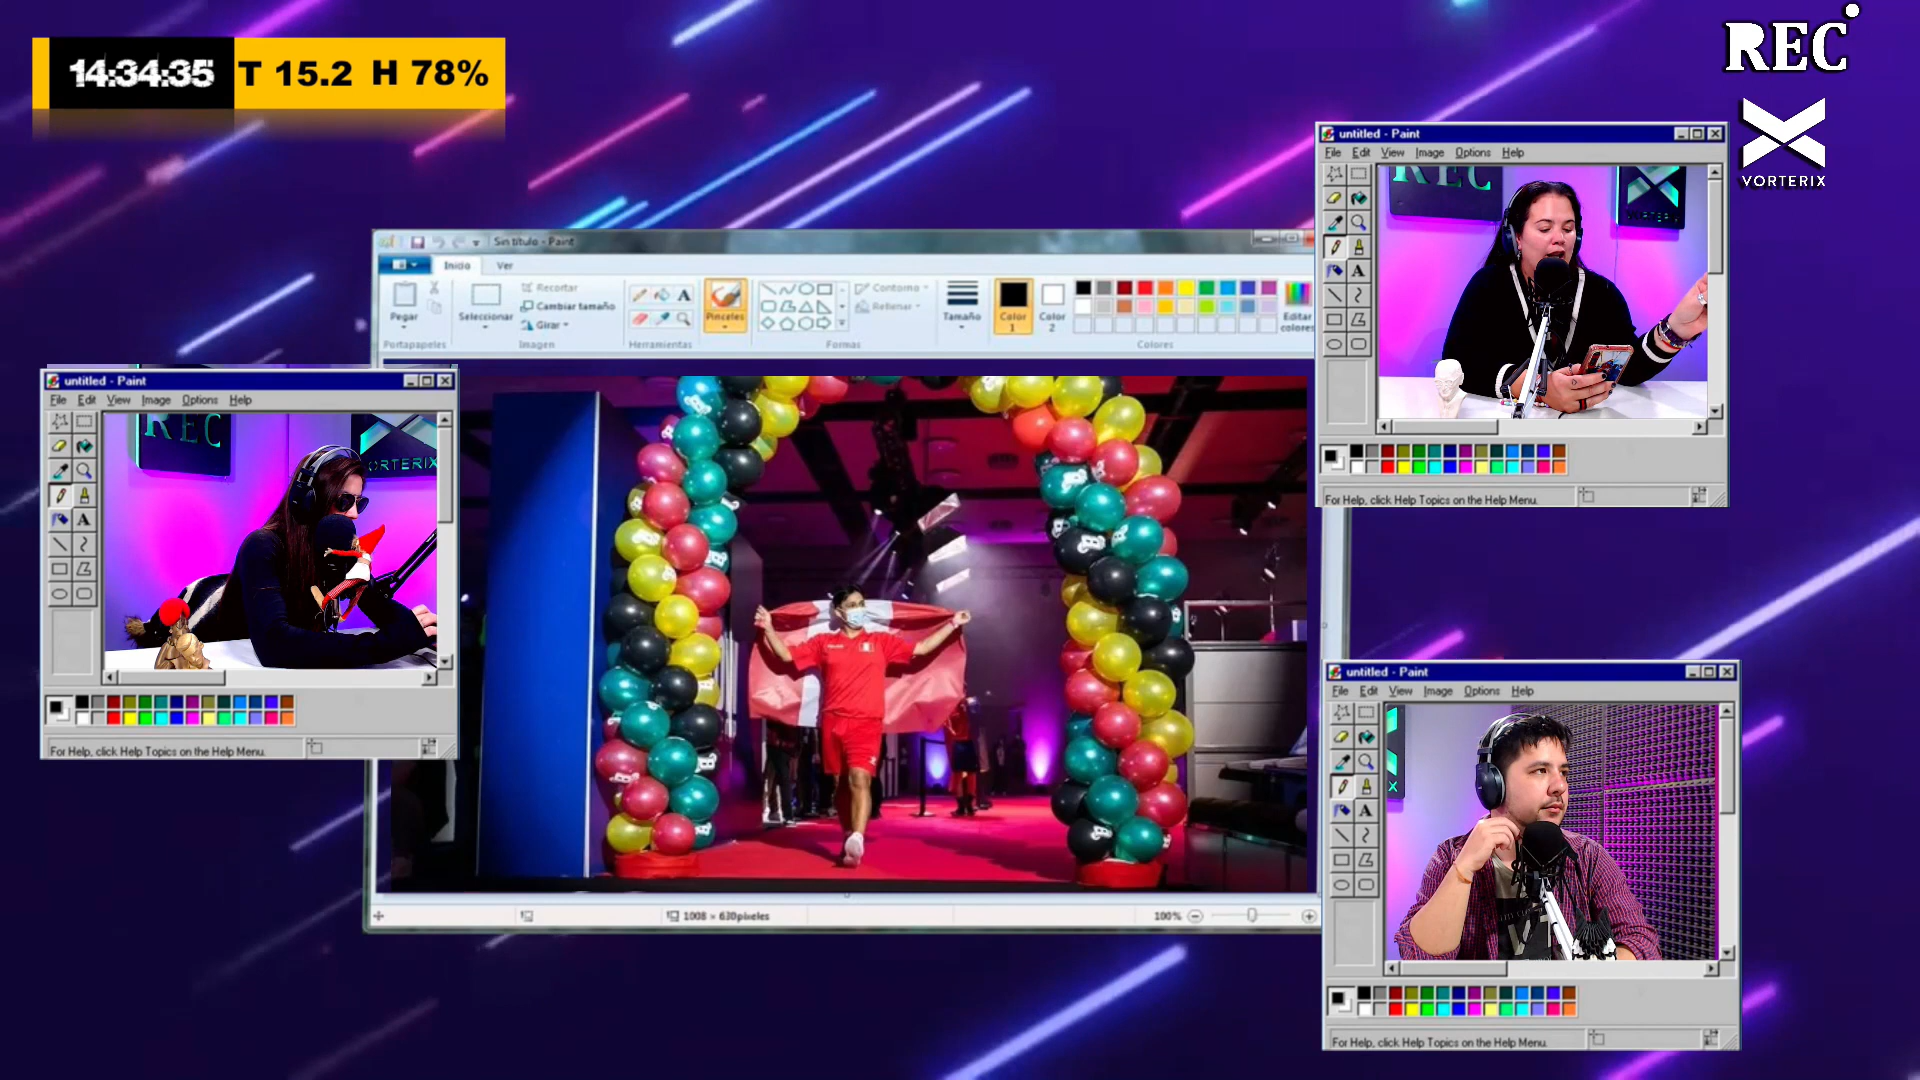 14:34:35 T 15.2 H 78%
REC
VORTERIX
untitled - Paint
File Edit View Image Options Help
REC
A
For Help, click Help Topics on the Help Menu.
Sin título - Paint
Inicio Ver
Pegar
Seleccionar
Recortar
Cambiar tamaño
Girar
A
Pinceles
Contorno
Rellenar
Tamaño
Color 1
Color 2
Editar colores
Portapapeles Imagen Herramientas Formas Colores
untitled - Paint
File Edit View Image Options Help
REC
ORTERIX
A
For Help, click Help Topics on the Help Menu.
1008 × 630píxeles
100%
untitled - Paint
File Edit View Image Options Help
X
A
For Help, click Help Topics on the Help Menu.